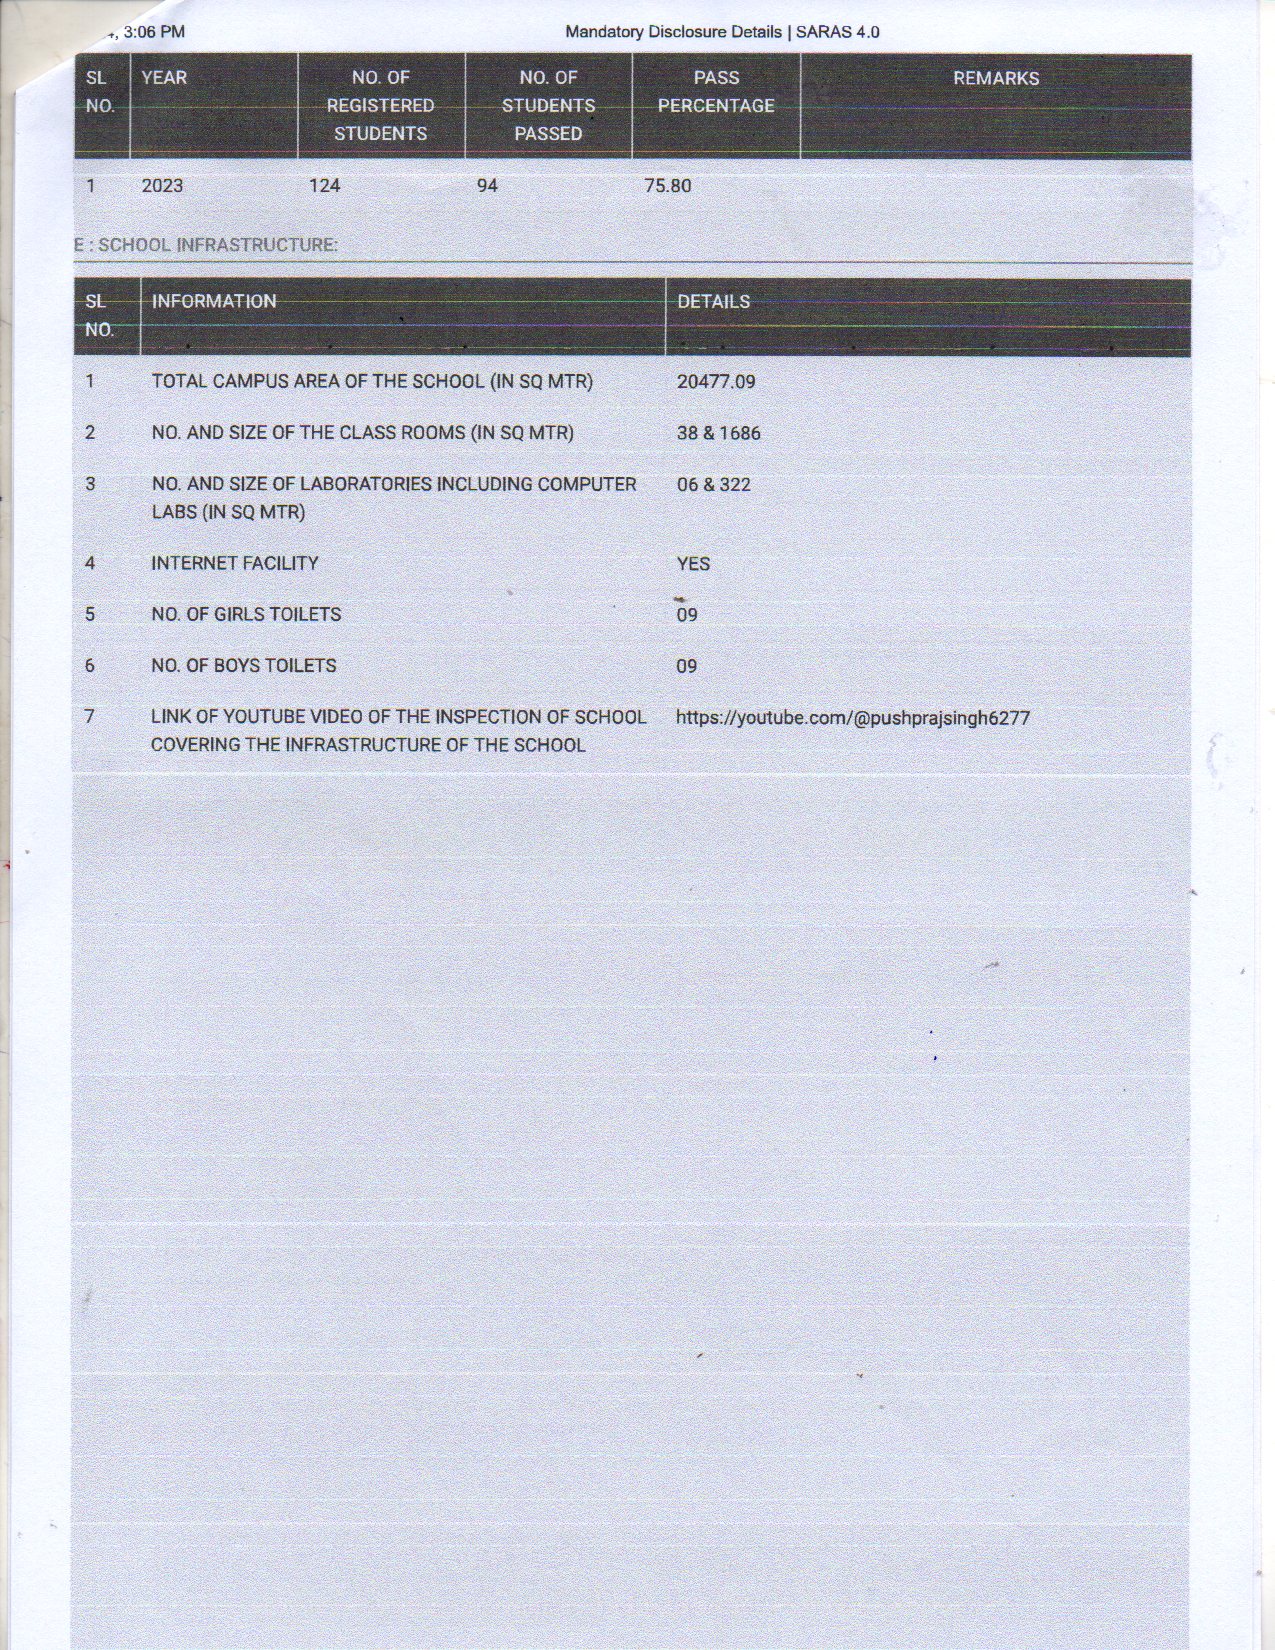 4, 3:06 PM
Mandatory Disclosure Details | SARAS 4.0
SL NO.
YEAR
NO. OF REGISTERED STUDENTS
NO. OF STUDENTS PASSED
PASS PERCENTAGE
REMARKS
1 2023 124 94 75.80
E : SCHOOL INFRASTRUCTURE:
SL NO.
INFORMATION
DETAILS
1 TOTAL CAMPUS AREA OF THE SCHOOL (IN SQ MTR) 20477.09
2 NO. AND SIZE OF THE CLASS ROOMS (IN SQ MTR) 38 & 1686
3 NO. AND SIZE OF LABORATORIES INCLUDING COMPUTER 06 & 322
LABS (IN SQ MTR)
4 INTERNET FACILITY YES
5 NO. OF GIRLS TOILETS 09
6 NO. OF BOYS TOILETS 09
7 LINK OF YOUTUBE VIDEO OF THE INSPECTION OF SCHOOL https://youtube.com/@pushprajsingh6277
COVERING THE INFRASTRUCTURE OF THE SCHOOL